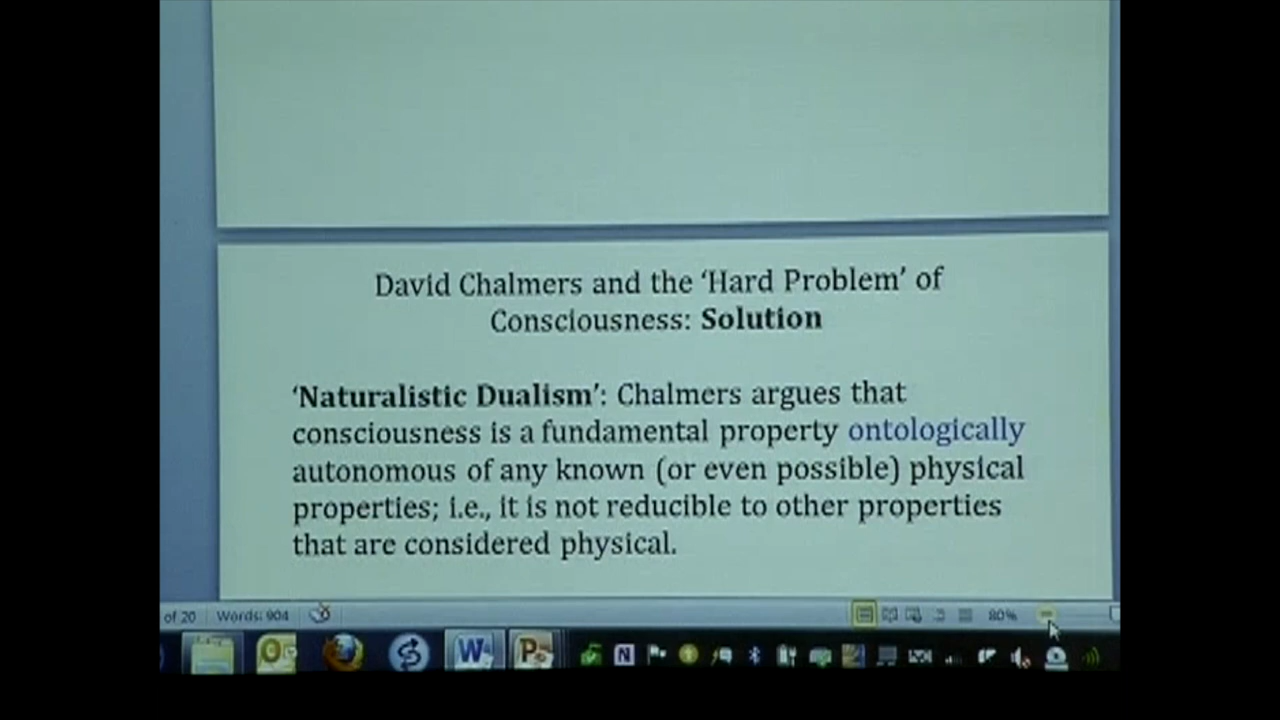 David Chalmers and the ‘Hard Problem’ of
Consciousness: Solution
‘Naturalistic Dualism’: Chalmers argues that
consciousness is a fundamental property ontologically
autonomous of any known (or even possible) physical
properties; i.e., it is not reducible to other properties
that are considered physical.
of 20 Words: 904 80%